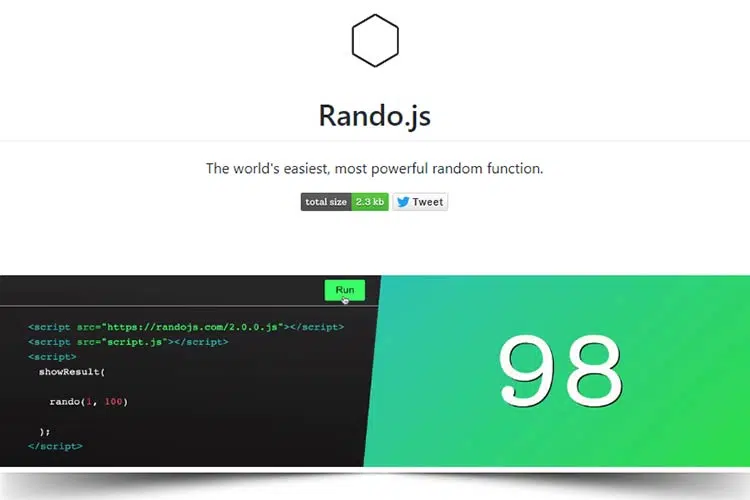 Rando.js
The world's easiest, most powerful random function.
total size 2.3 kb Tweet
Run
<script src="https://randojs.com/2.0.0.js"></script>
<script src="script.js"></script>
<script>
showResult(
rando(1, 100)
);
</script>
98